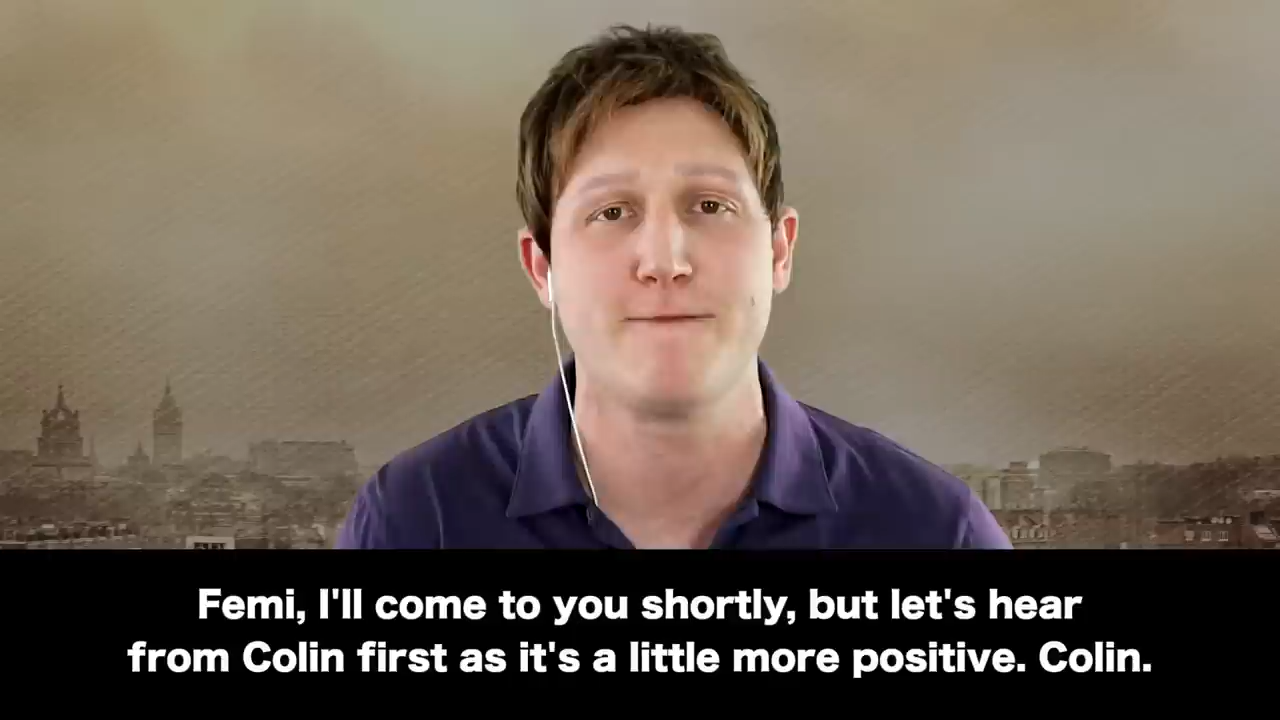 Femi, I'll come to you shortly, but let's hear
from Colin first as it's a little more positive. Colin.